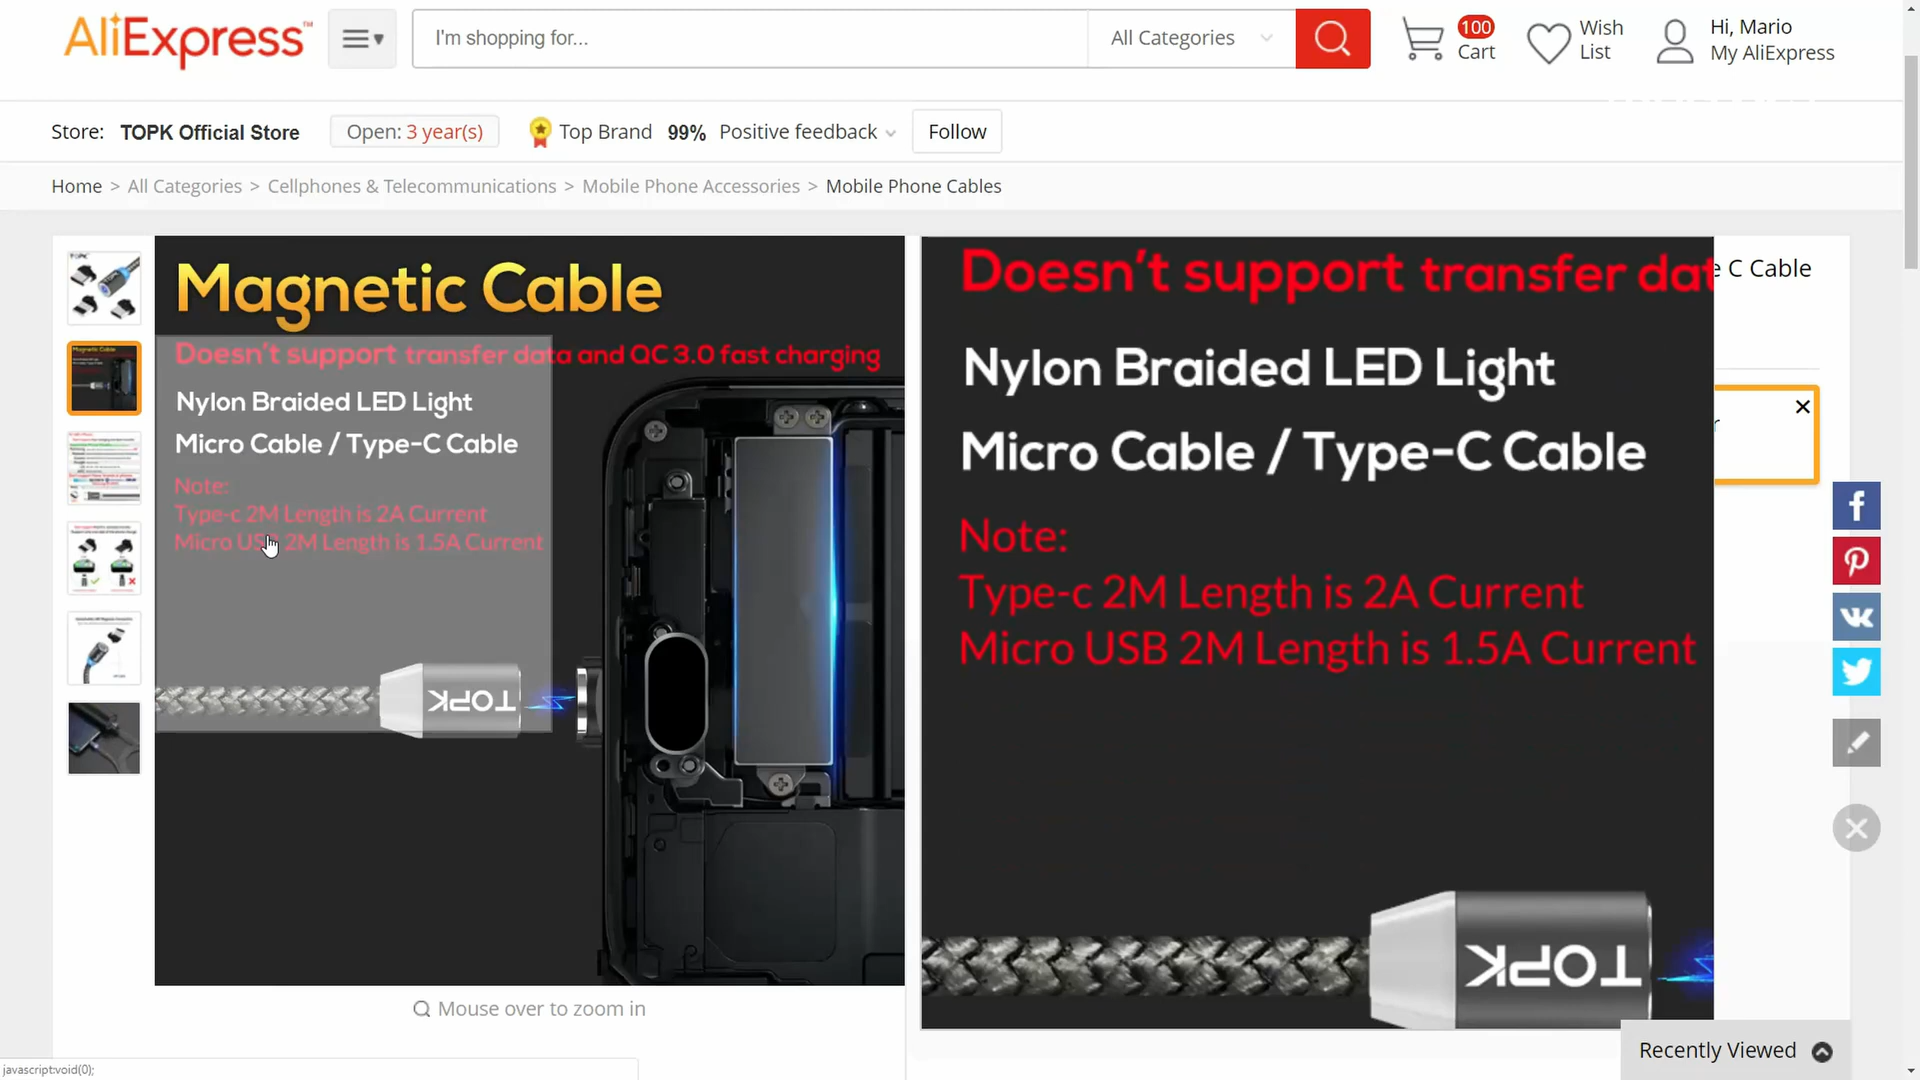 AliExpress™
I'm shopping for...
All Categories
100
Cart
Wish
List
Hi, Mario
My AliExpress
Store: TOPK Official Store
Open: 3 year(s)
Top Brand 99% Positive feedback
Follow
Home > All Categories > Cellphones & Telecommunications > Mobile Phone Accessories > Mobile Phone Cables
Magnetic Cable
Doesn't support transfer data and QC 3.0 fast charging
Nylon Braided LED Light
Micro Cable / Type-C Cable
Note:
Type-c 2M Length is 2A Current
Micro USB 2M Length is 1.5A Current
TOPK
Mouse over to zoom in
Doesn't support transfer dat
Nylon Braided LED Light
Micro Cable / Type-C Cable
Note:
Type-c 2M Length is 2A Current
Micro USB 2M Length is 1.5A Current
TOPK
C Cable
Recently Viewed
javascript:void(0);